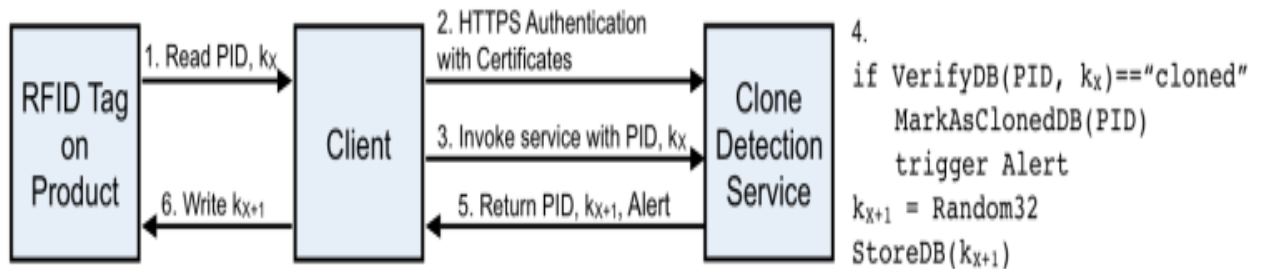 RFID Tag
on
Product
1. Read PID, kX
6. Write kX+1
Client
2. HTTPS Authentication
with Certificates
3. Invoke service with PID, kX
5. Return PID, kX+1, Alert
Clone
Detection
Service
4.
if VerifyDB(PID, kX)==“cloned”
MarkAsClonedDB(PID)
trigger Alert
kX+1 = Random32
StoreDB(kX+1)